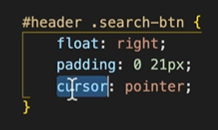 #header .search-btn {
float: right;
padding: 0 21px;
cursor: pointer;
}